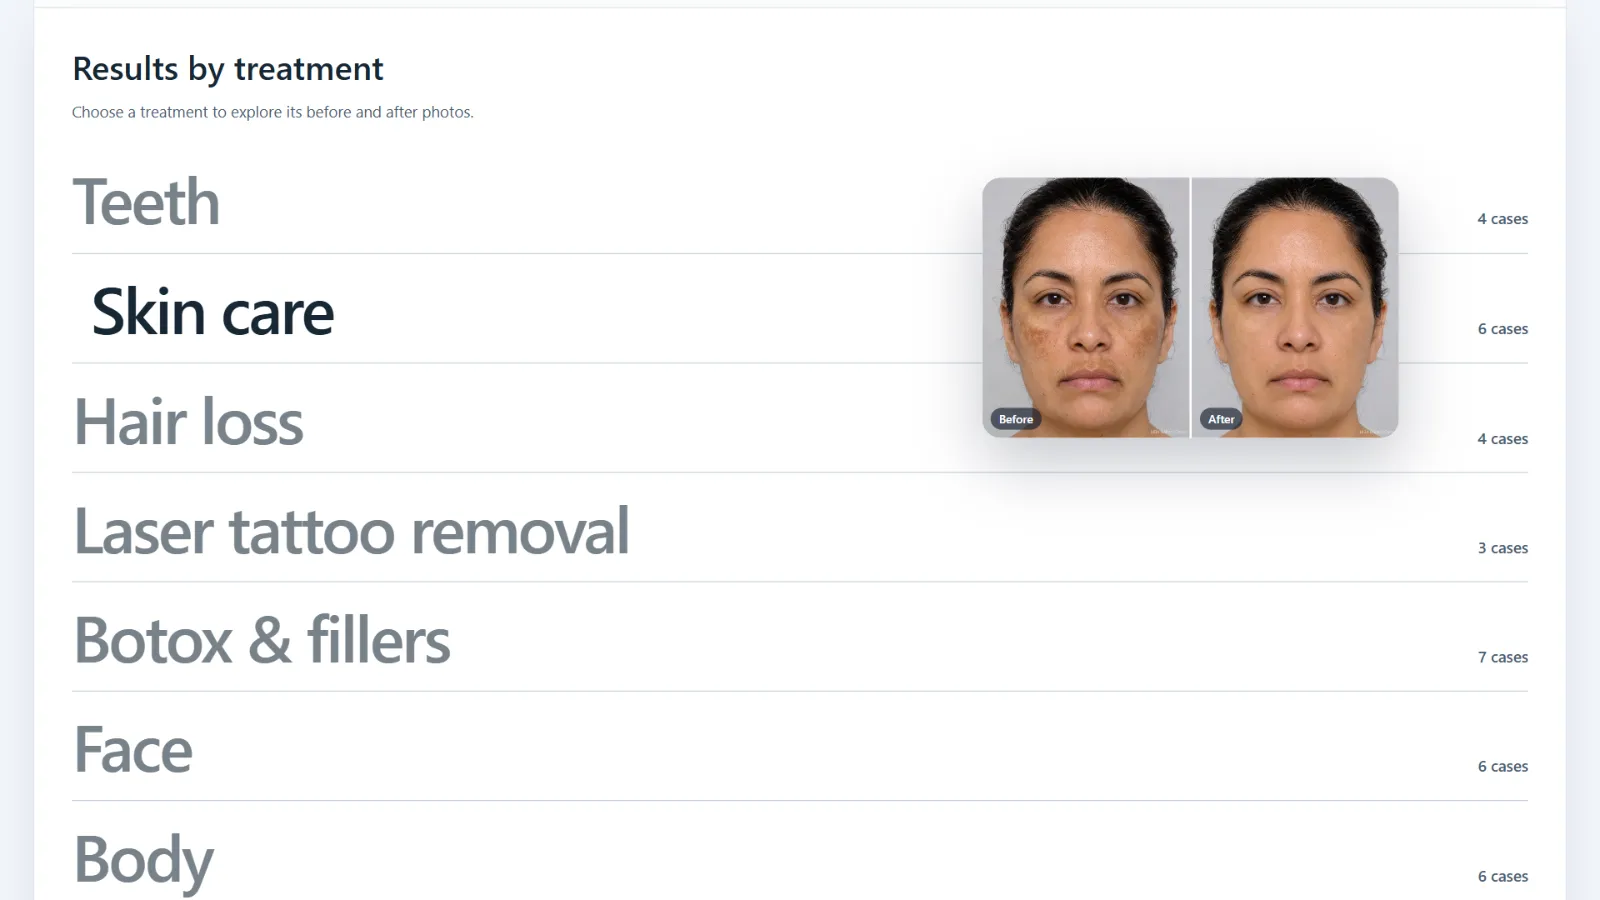 Results by treatment
Choose a treatment to explore its before and after photos.
Teeth
4 cases
Skin care
6 cases
Before
After
Hair loss
4 cases
Laser tattoo removal
3 cases
Botox & fillers
7 cases
Face
6 cases
Body
6 cases